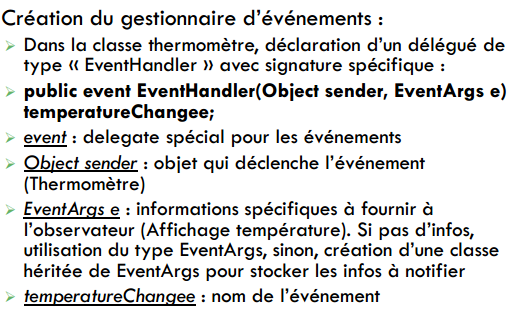 Création du gestionnaire d’événements :
➢ Dans la classe thermomètre, déclaration d’un délégué de
type « EventHandler » avec signature spécifique :
➢ public event EventHandler(Object sender, EventArgs e)
temperatureChangee;
➢ event : delegate spécial pour les événements
➢ Object sender : objet qui déclenche l’événement
(Thermomètre)
➢ EventArgs e : informations spécifiques à fournir à
l’observateur (Affichage température). Si pas d’infos,
utilisation du type EventArgs, sinon, création d’une classe
héritée de EventArgs pour stocker les infos à notifier
➢ temperatureChangee : nom de l’événement